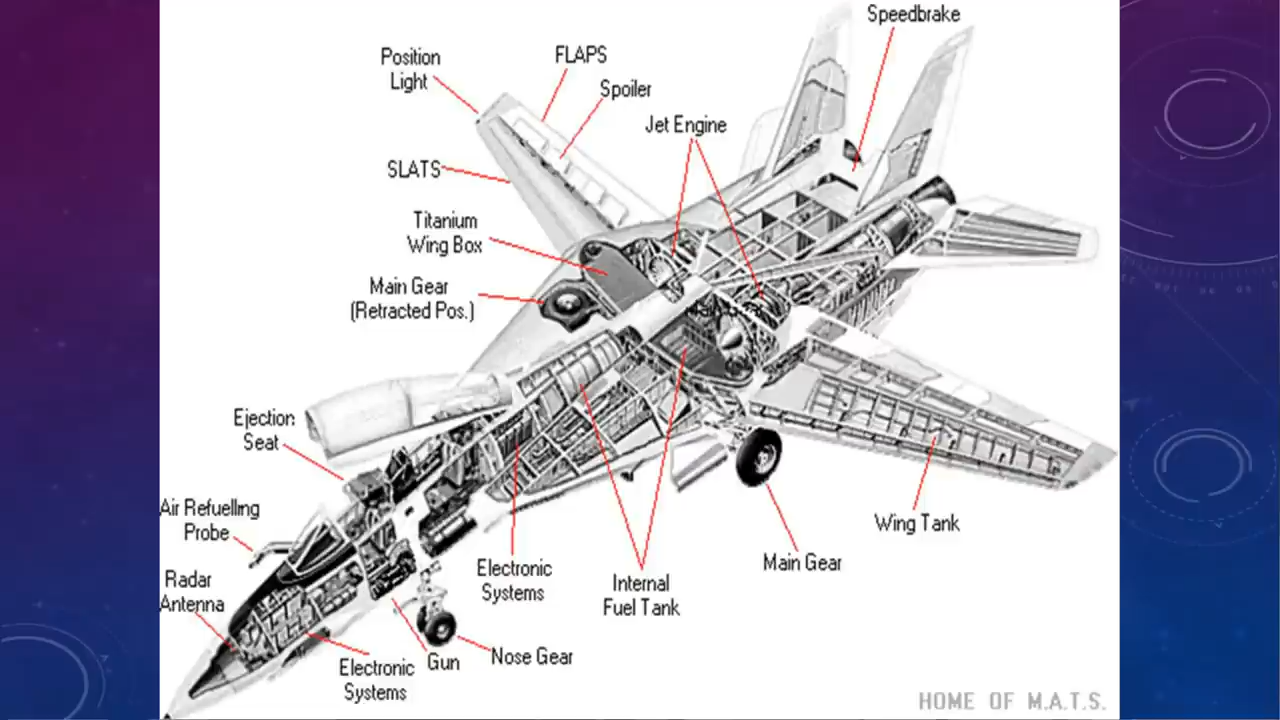 Speedbrake
Position
Light
FLAPS
Spoiler
Jet Engine
SLATS
Titanium
Wing Box
Main Gear
(Retracted Pos.)
Ejection
Seat
Air Refuelling
Probe
Radar
Antenna
Electronic
Systems
Gun
Nose Gear
Electronic
Systems
Internal
Fuel Tank
Main Gear
Wing Tank
HOME OF M.A.T.S.